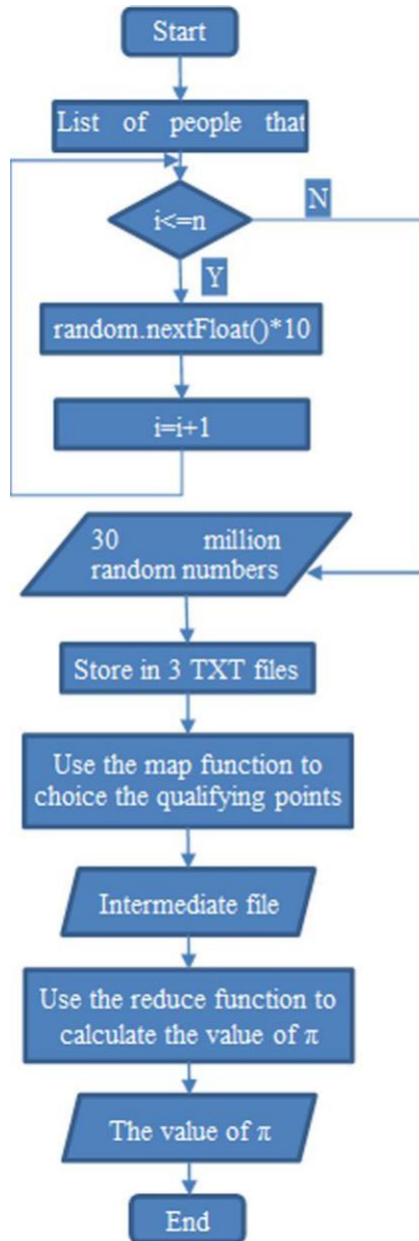 Start
List of people that
i<=n
N
Y
random.nextFloat()*10
i=i+1
30 million
random numbers
Store in 3 TXT files
Use the map function to
choice the qualifying points
Intermediate file
Use the reduce function to
calculate the value of π
The value of π
End